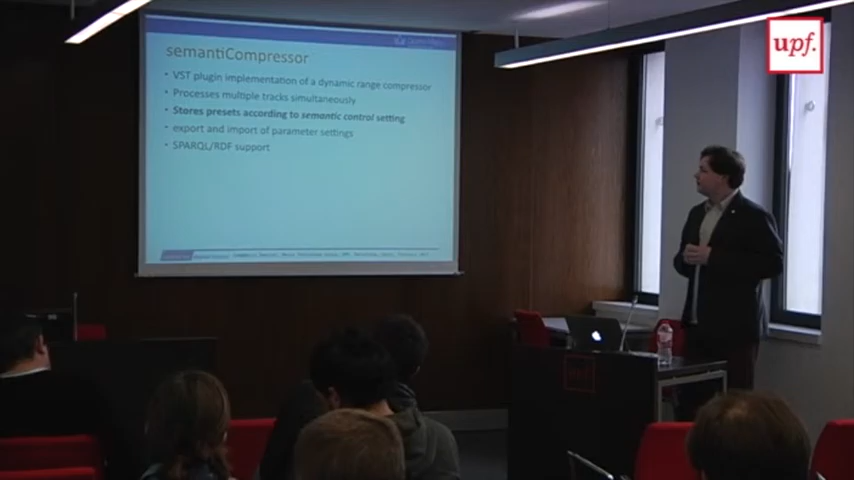 upf.
semantiCompressor
• VST plugin implementation of a dynamic range compressor
• Processes multiple tracks simultaneously
• Stores presets according to semantic control setting
• export and import of parameter settings
• SPARQL/RDF support
upf.